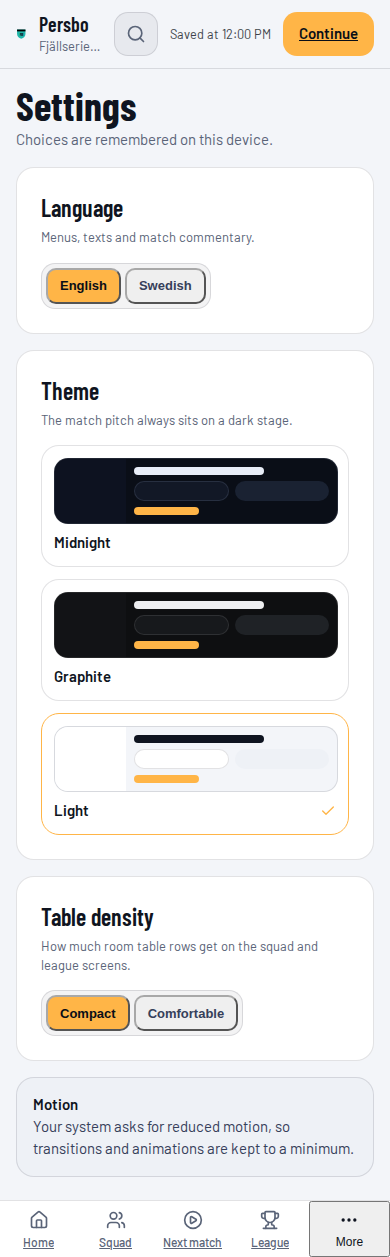 Persbo
Fjällserie...
Saved at 12:00 PM
Continue
Settings
Choices are remembered on this device.
Language
Menus, texts and match commentary.
English
Swedish
Theme
The match pitch always sits on a dark stage.
Midnight
Graphite
Light
Table density
How much room table rows get on the squad and
league screens.
Compact
Comfortable
Motion
Your system asks for reduced motion, so
transitions and animations are kept to a minimum.
Home
Squad
Next match
League
More